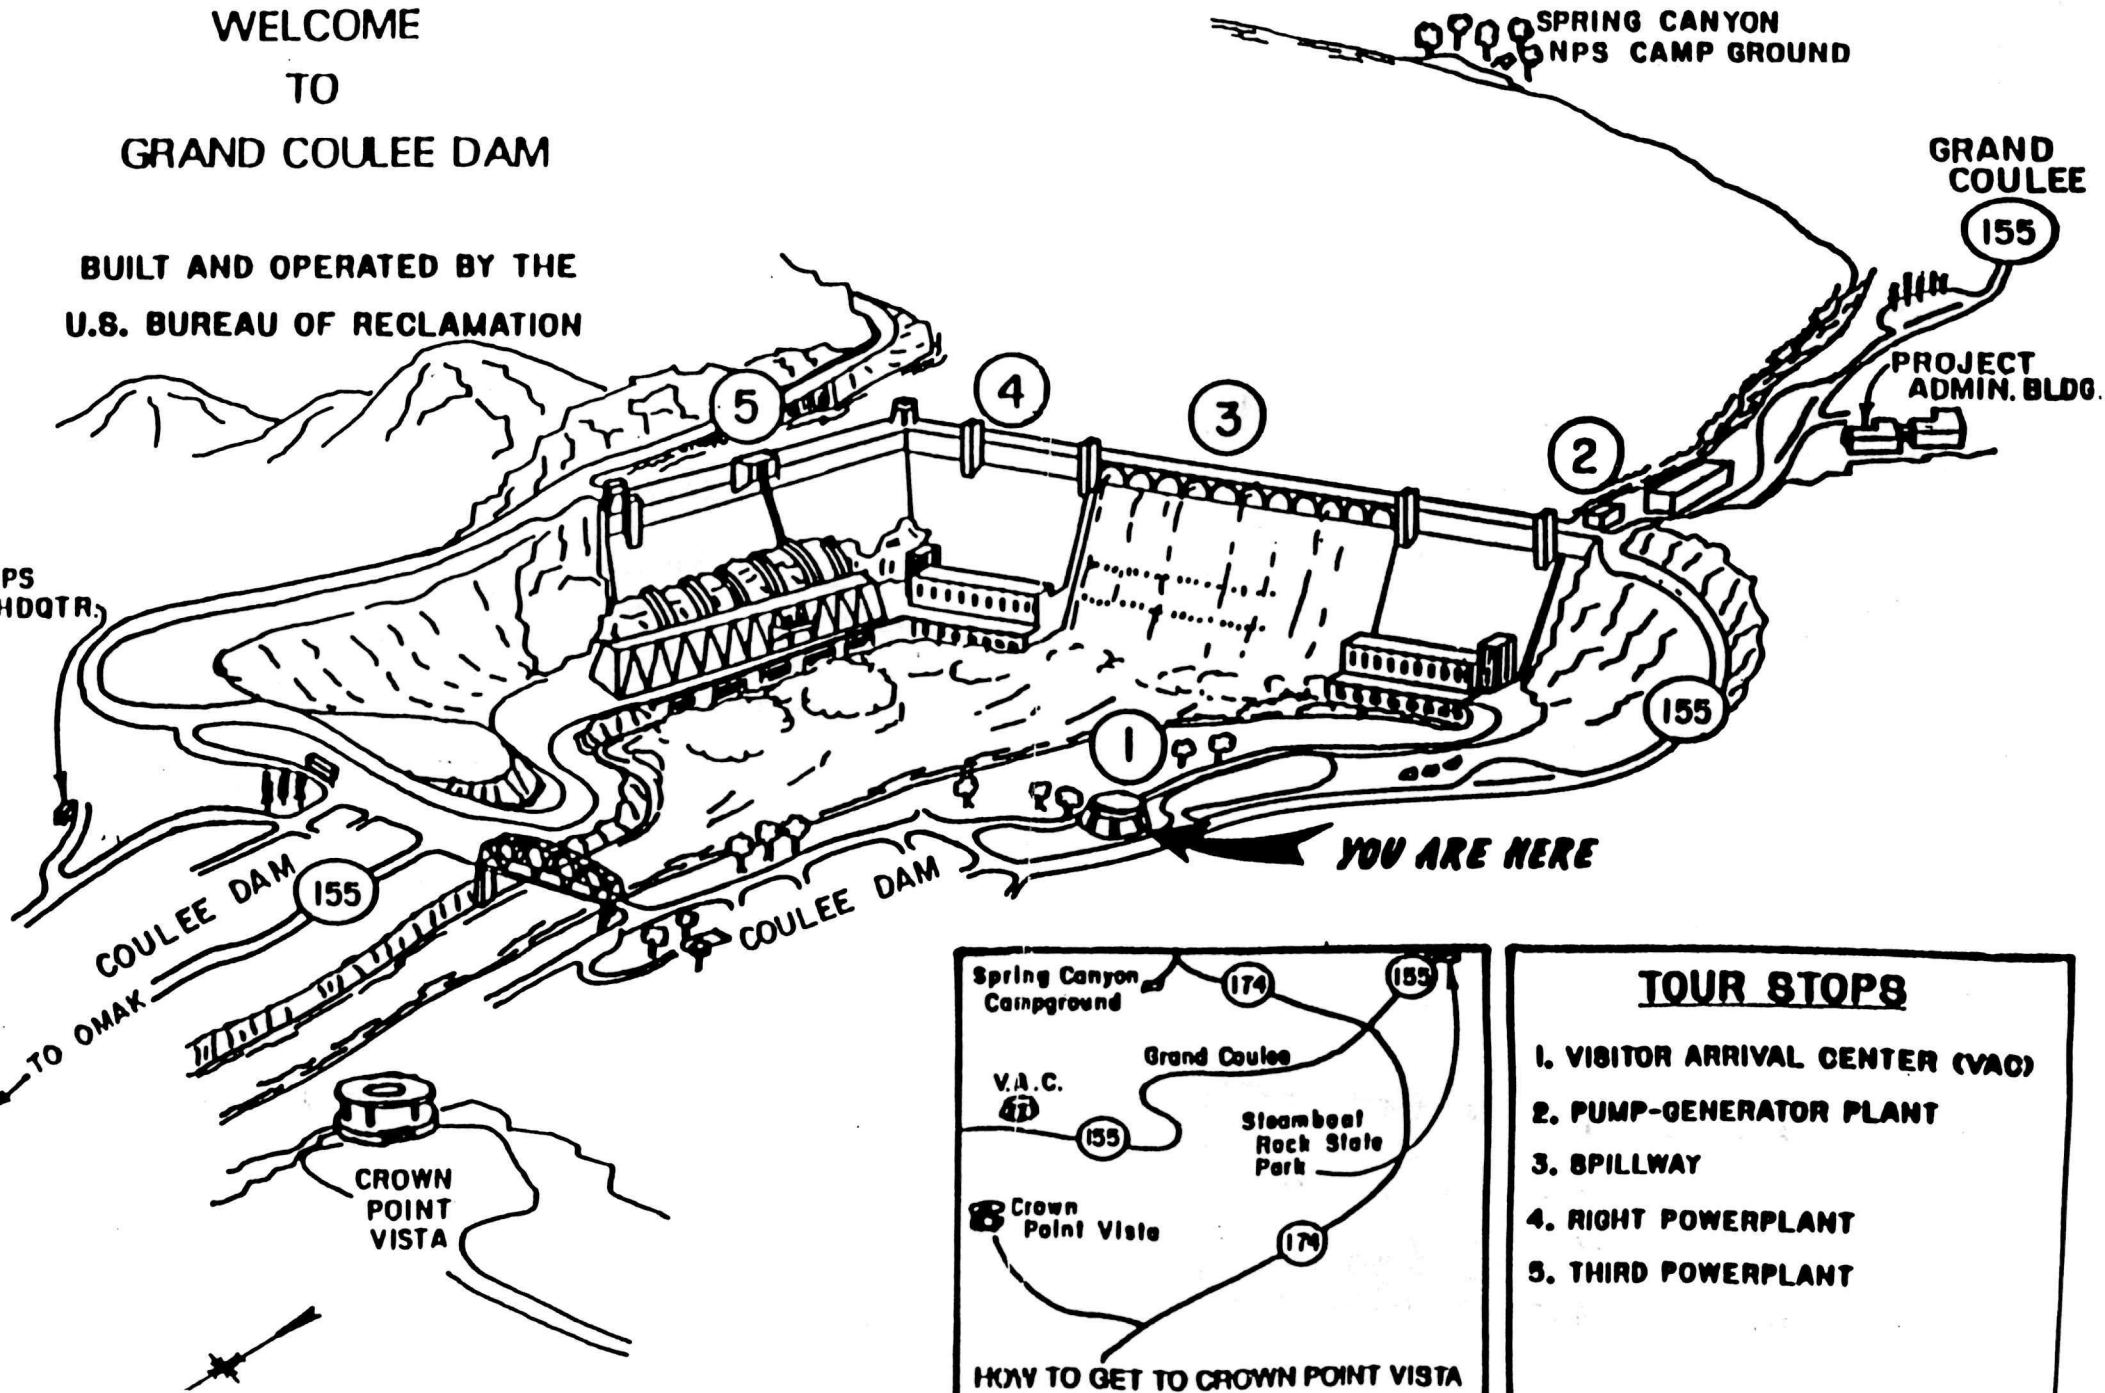 WELCOME
TO
GRAND COULEE DAM
BUILT AND OPERATED BY THE
U.S. BUREAU OF RECLAMATION
SPRING CANYON
NPS CAMP GROUND
GRAND
COULEE
155
PROJECT
ADMIN. BLDG.
5
4
3
2
PS
HDQTR.
155
1
YOU ARE HERE
COULEE DAM
155
COULEE DAM
TO OMAK
CROWN
POINT
VISTA
Spring Canyon
Campground
174
155
Grand Coulee
V.A.C.
155
Steamboat
Rock State
Park
Crown
Point Vista
174
HOW TO GET TO CROWN POINT VISTA
TOUR STOPS
1. VISITOR ARRIVAL CENTER (VAC)
2. PUMP-GENERATOR PLANT
3. SPILLWAY
4. RIGHT POWERPLANT
5. THIRD POWERPLANT